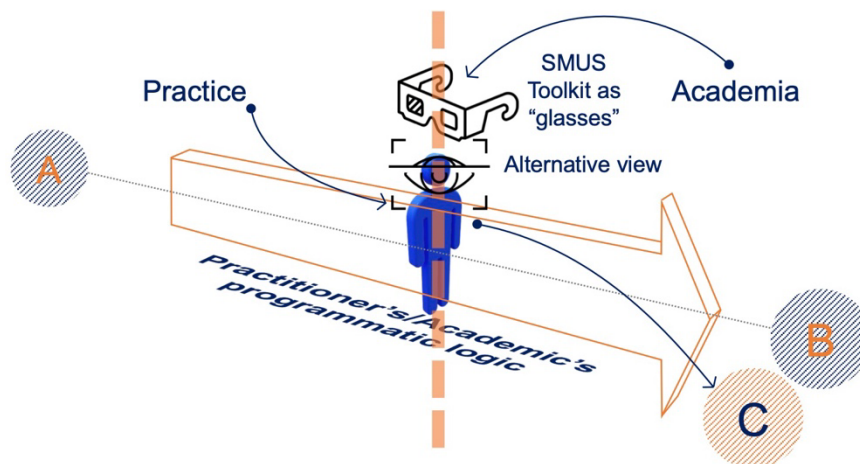 SMUS
Toolkit as
“glasses”
Practice
Academia
Alternative view
A
Practitioner's/Academic's
programmatic logic
B
C